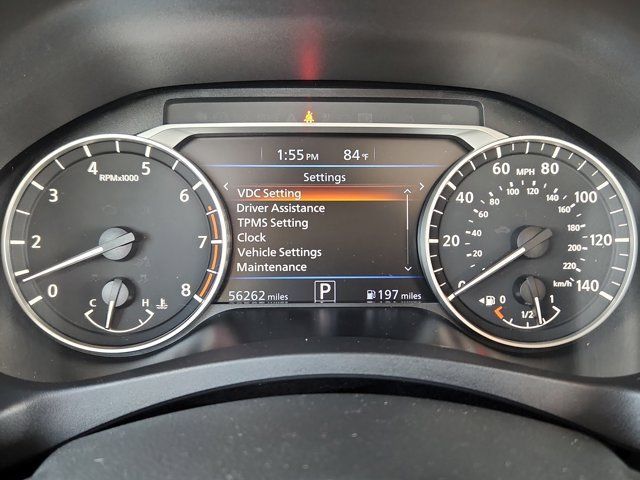 1:55 PM 84°F
Settings
VDC Setting
Driver Assistance
TPMS Setting
Clock
Vehicle Settings
Maintenance
56262 miles P 197 miles
RPMx1000
0
1
2
3
4
5
6
7
8
C H
MPH
0
20
40
60
80
100
120
140
km/h
20
40
60
80
100
120
140
160
180
200
220
0 1/2 1